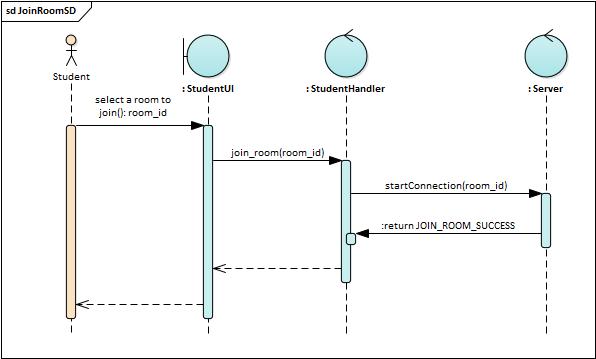 sd JoinRoomSD
Student
: StudentUI
: StudentHandler
: Server
select a room to
join(): room_id
join_room(room_id)
startConnection(room_id)
:return JOIN_ROOM_SUCCESS